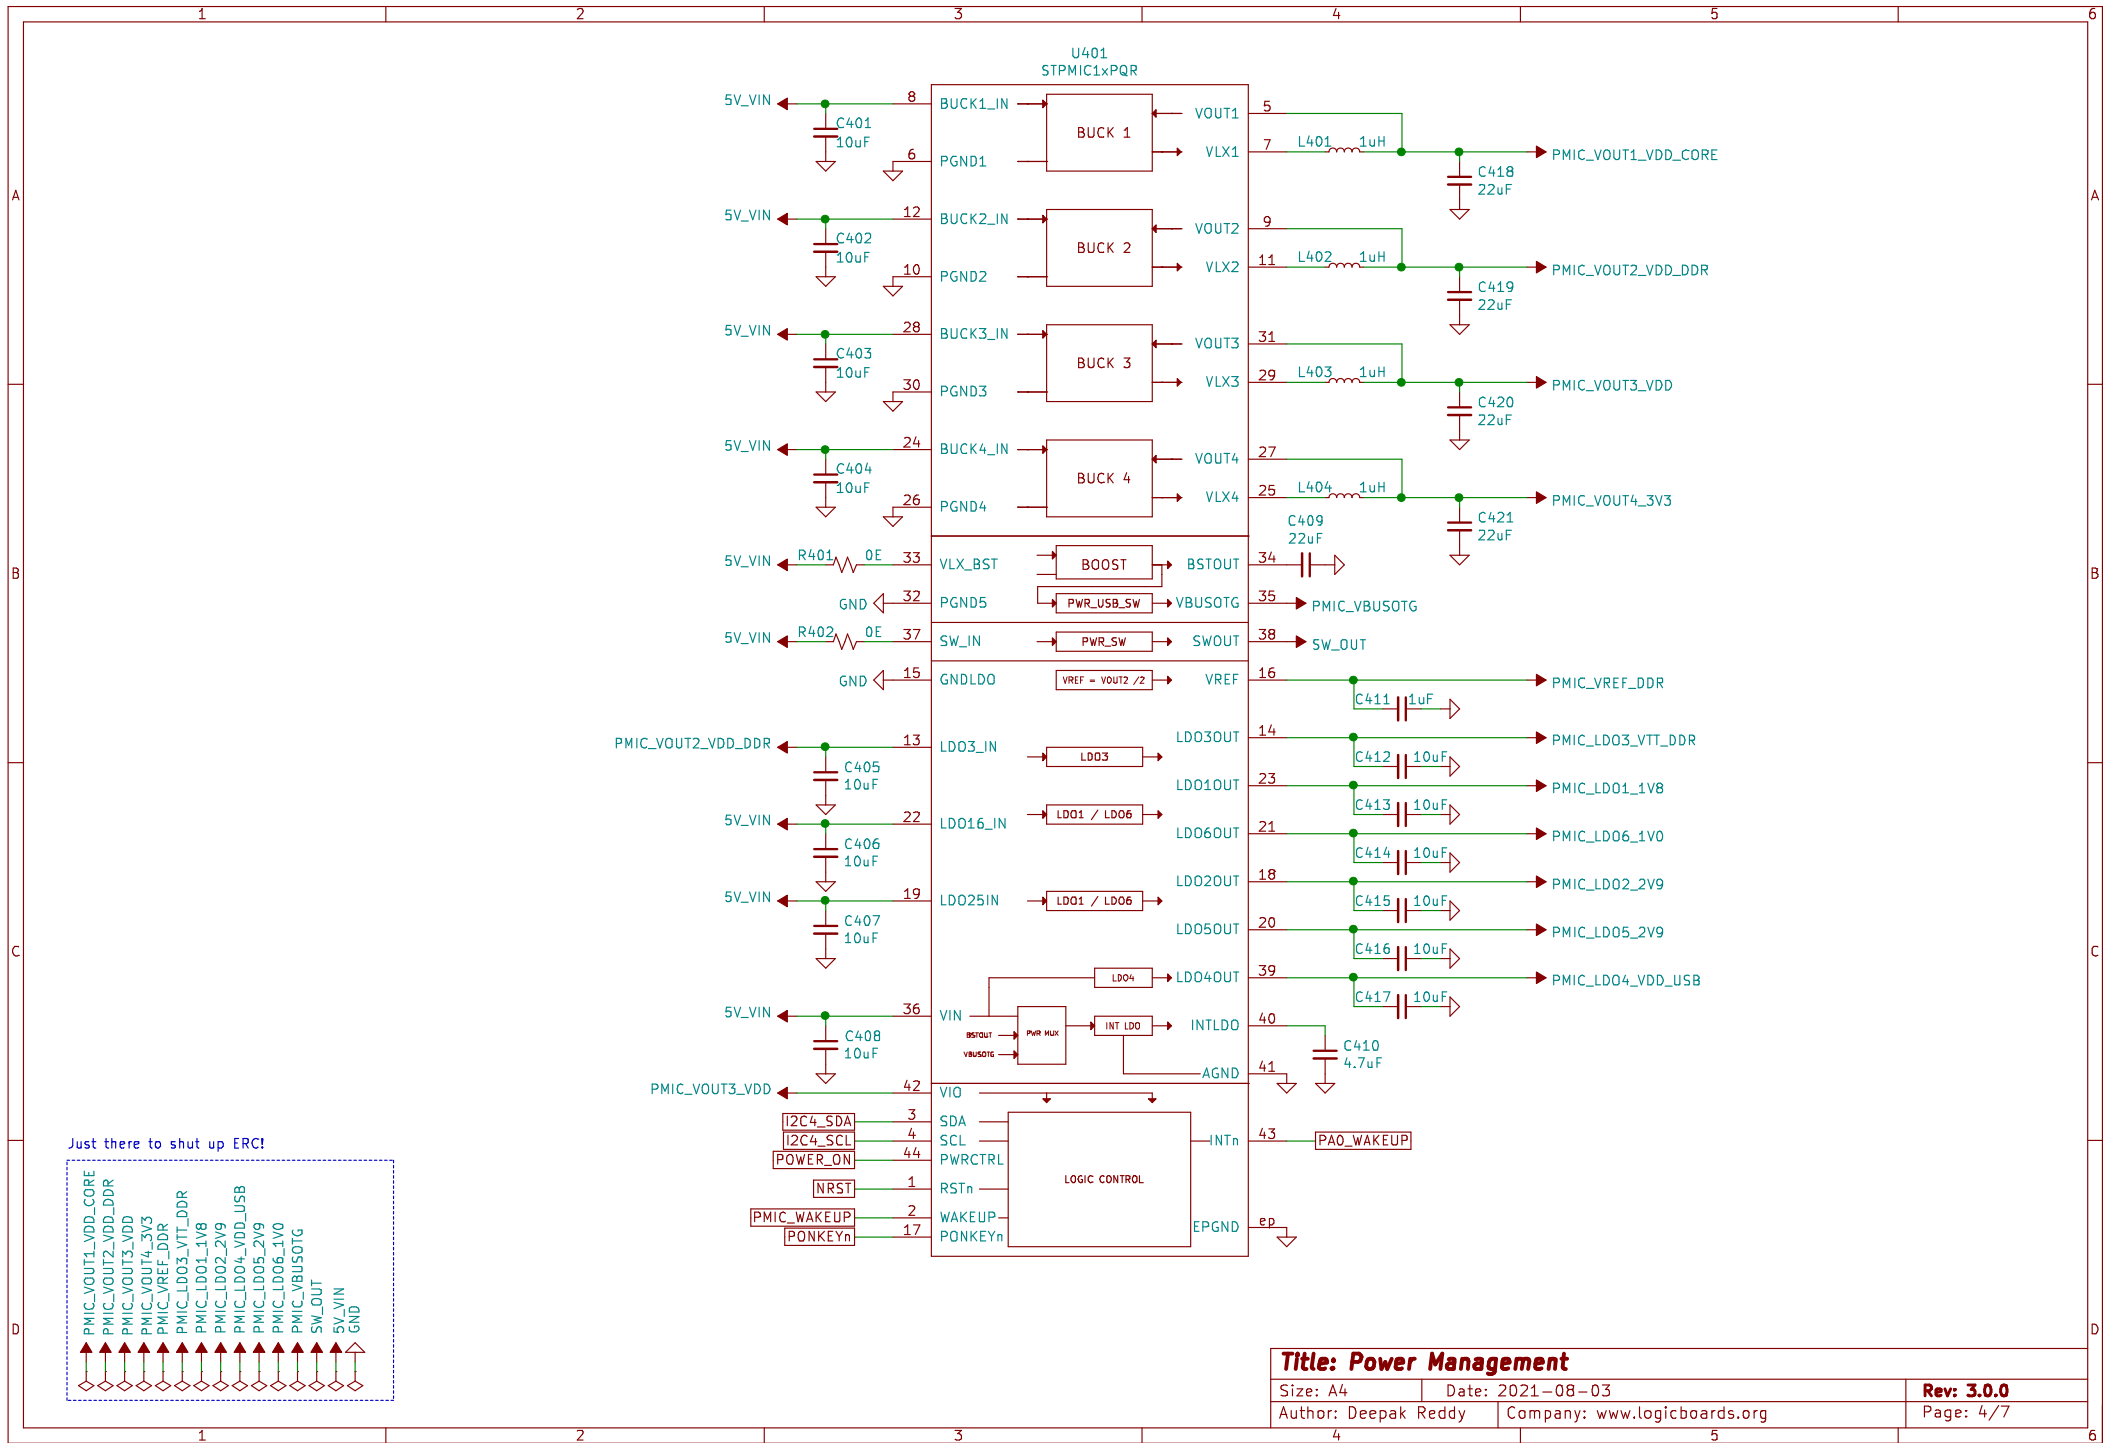 1 2 3 4 5 6
U401
STPMIC1xPQR
5V_VIN
8 BUCK1_IN
BUCK 1
VOUT1 5
C401
10uF
6 PGND1
VLX1 7
L401 1uH
PMIC_VOUT1_VDD_CORE
C418
22uF
A A
5V_VIN
12 BUCK2_IN
BUCK 2
VOUT2 9
C402
10uF
10 PGND2
VLX2 11
L402 1uH
PMIC_VOUT2_VDD_DDR
C419
22uF
5V_VIN
28 BUCK3_IN
BUCK 3
VOUT3 31
C403
10uF
30 PGND3
VLX3 29
L403 1uH
PMIC_VOUT3_VDD
C420
22uF
5V_VIN
24 BUCK4_IN
BUCK 4
VOUT4 27
C404
10uF
26 PGND4
VLX4 25
L404 1uH
PMIC_VOUT4_3V3
C421
22uF
C409
22uF
5V_VIN R401 0E 33 VLX_BST
BOOST
BSTOUT 34
B B
GND 32 PGND5
PWR_USB_SW
VBUSOTG 35
PMIC_VBUSOTG
5V_VIN R402 0E 37 SW_IN
PWR_SW
SWOUT 38
SW_OUT
GND 15 GNDLDO
VREF = VOUT2 /2
VREF 16
PMIC_VREF_DDR
C411 1uF
PMIC_VOUT2_VDD_DDR 13 LDO3_IN
LDO3
LDO3OUT 14
PMIC_LDO3_VTT_DDR
C412 10uF
C405
10uF
LDO1OUT 23
PMIC_LDO1_1V8
C413 10uF
5V_VIN 22 LDO16_IN
LDO1 / LDO6
LDO6OUT 21
PMIC_LDO6_1V0
C414 10uF
C406
10uF
LDO2OUT 18
PMIC_LDO2_2V9
C415 10uF
5V_VIN 19 LDO25IN
LDO1 / LDO6
LDO5OUT 20
PMIC_LDO5_2V9
C416 10uF
C407
10uF
C C
LDO4
LDO4OUT 39
PMIC_LDO4_VDD_USB
C417 10uF
5V_VIN 36 VIN
BSTOUT
VBUSOTG
PWR MUX
INT LDO
INTLDO 40
C408
10uF
C410
4.7uF
AGND 41
PMIC_VOUT3_VDD 42 VIO
I2C4_SDA 3 SDA
I2C4_SCL 4 SCL
POWER_ON 44 PWRCTRL
NRST 1 RSTn
PMIC_WAKEUP 2 WAKEUP
PONKEYn 17 PONKEYn
LOGIC CONTROL
INTn 43 PA0_WAKEUP
EPGND ep
Just there to shut up ERC!
PMIC_VOUT1_VDD_CORE
PMIC_VOUT2_VDD_DDR
PMIC_VOUT3_VDD
PMIC_VOUT4_3V3
PMIC_VREF_DDR
PMIC_LDO3_VTT_DDR
PMIC_LDO1_1V8
PMIC_LDO2_2V9
PMIC_LDO4_VDD_USB
PMIC_LDO5_2V9
PMIC_LDO6_1V0
PMIC_VBUSOTG
SW_OUT
5V_VIN
GND
D D
Title: Power Management
Size: A4 Date: 2021-08-03 Rev: 3.0.0
Author: Deepak Reddy Company: www.logicboards.org Page: 4/7
1 2 3 4 5 6